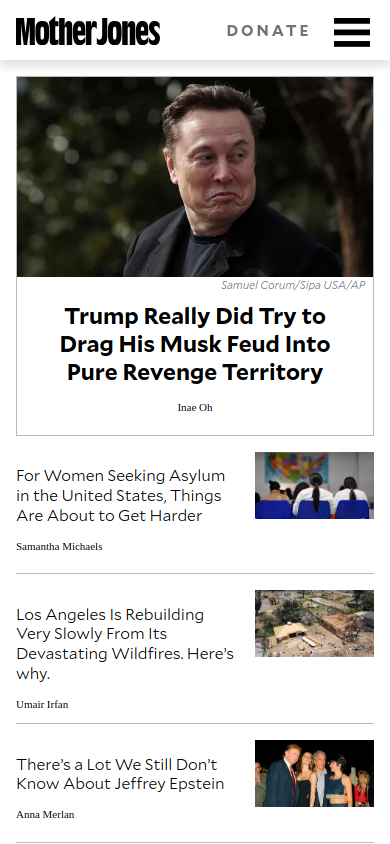 Mother Jones
DONATE
Samuel Corum/Sipa USA/AP
Trump Really Did Try to
Drag His Musk Feud Into
Pure Revenge Territory
Inae Oh
For Women Seeking Asylum
in the United States, Things
Are About to Get Harder
Samantha Michaels
Los Angeles Is Rebuilding
Very Slowly From Its
Devastating Wildfires. Here’s
why.
Umair Irfan
There’s a Lot We Still Don’t
Know About Jeffrey Epstein
Anna Merlan